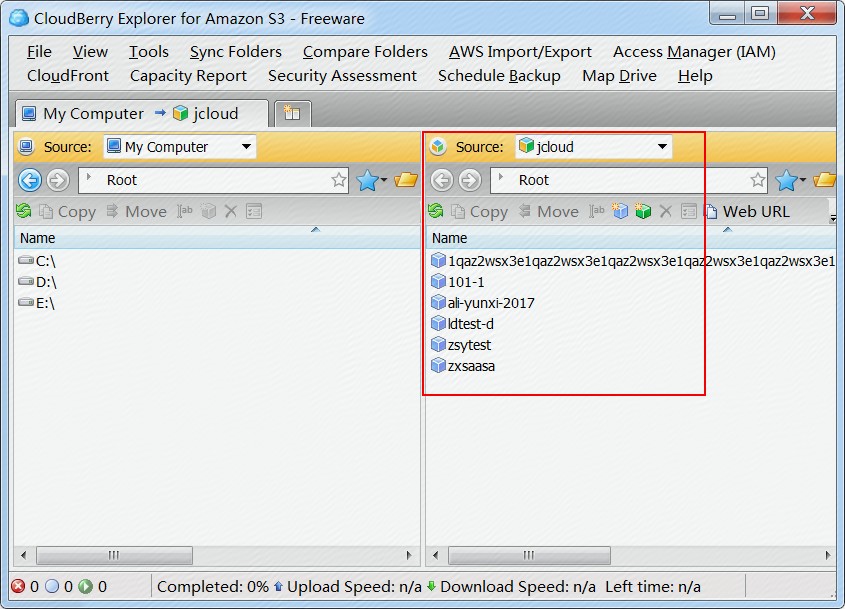 CloudBerry Explorer for Amazon S3 - Freeware
File View Tools Sync Folders Compare Folders AWS Import/Export Access Manager (IAM)
CloudFront Capacity Report Security Assessment Schedule Backup Map Drive Help
My Computer jcloud
Source: My Computer
Root
Copy Move
Name
C:\
D:\
E:\
Source: jcloud
Root
Copy Move Web URL
Name
1qaz2wsx3e1qaz2wsx3e1qaz2wsx3e1qaz2wsx3e1qaz2wsx3e1
101-1
ali-yunxi-2017
ldtest-d
zsytest
zxsaasa
0 0 0 Completed: 0% Upload Speed: n/a Download Speed: n/a Left time: n/a